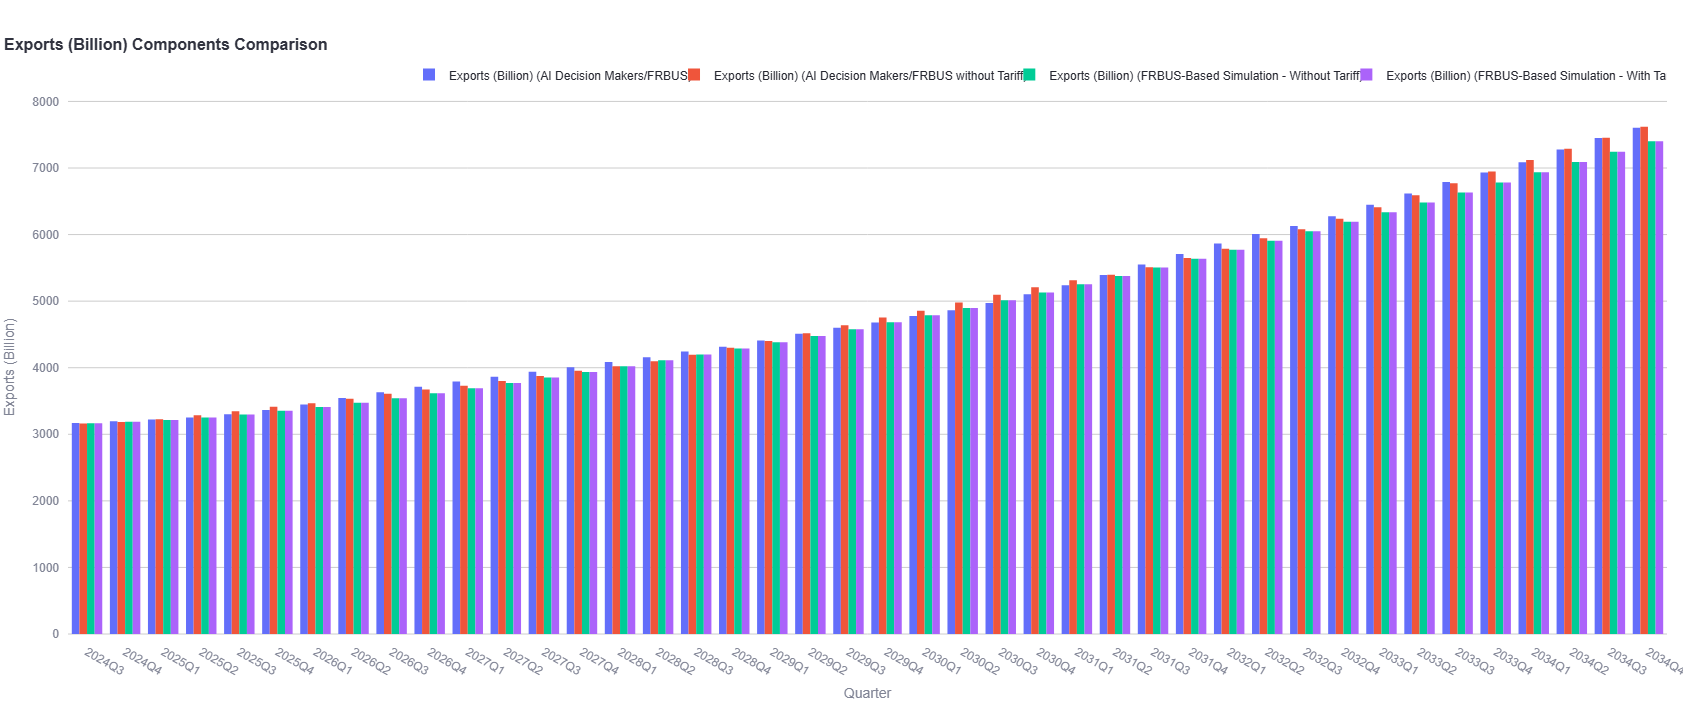 Exports (Billion) Components Comparison
Exports (Billion) (AI Decision Makers/FRBUS
Exports (Billion) (AI Decision Makers/FRBUS without Tariff)
Exports (Billion) (FRBUS-Based Simulation - Without Tariff)
Exports (Billion) (FRBUS-Based Simulation - With Ta
8000
7000
6000
5000
4000
3000
2000
1000
0
Exports (Billion)
2024Q3
2024Q4
2025Q1
2025Q2
2025Q3
2025Q4
2026Q1
2026Q2
2026Q3
2026Q4
2027Q1
2027Q2
2027Q3
2027Q4
2028Q1
2028Q2
2028Q3
2028Q4
2029Q1
2029Q2
2029Q3
2029Q4
2030Q1
2030Q2
2030Q3
2030Q4
2031Q1
2031Q2
2031Q3
2031Q4
2032Q1
2032Q2
2032Q3
2032Q4
2033Q1
2033Q2
2033Q3
2033Q4
2034Q1
2034Q2
2034Q3
2034Q4
Quarter